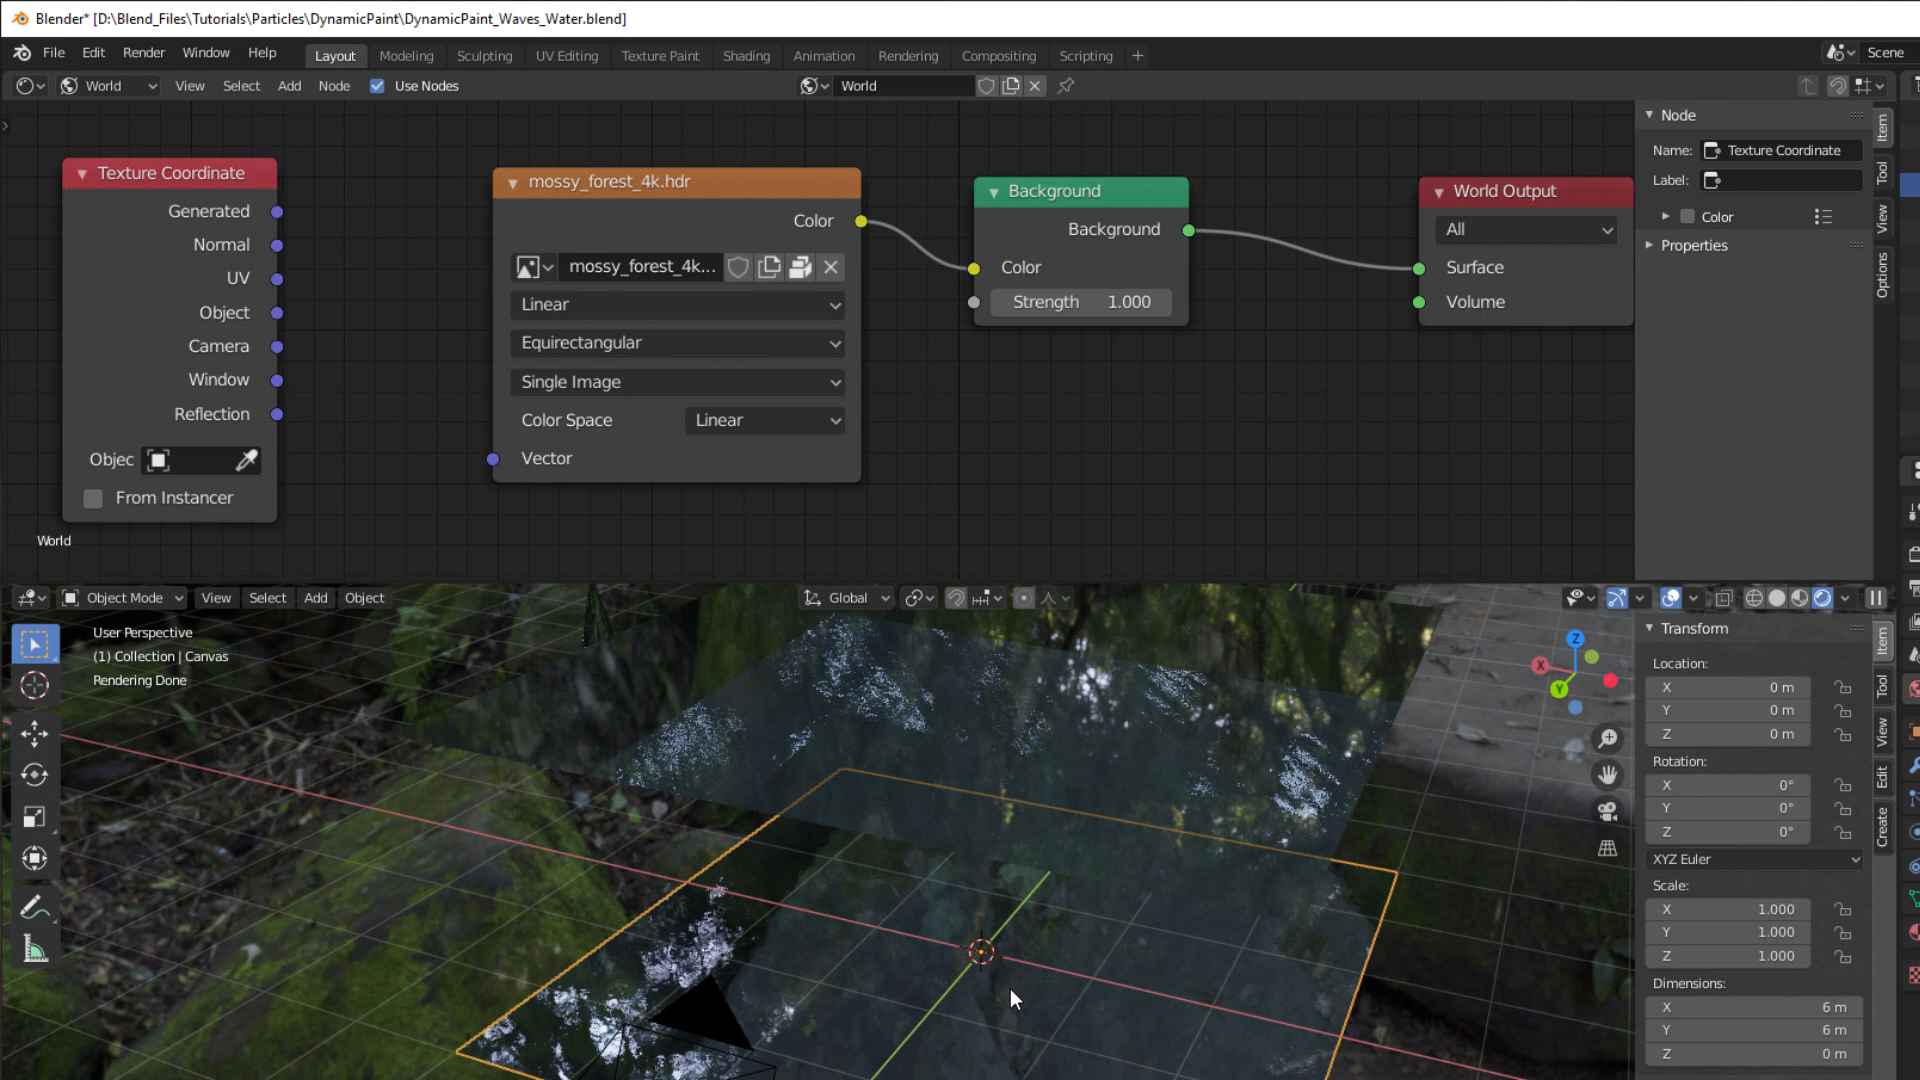 Blender* [D:\Blend_Files\Tutorials\Particles\DynamicPaint\DynamicPaint_Waves_Water.blend]
File Edit Render Window Help Layout Modeling Sculpting UV Editing Texture Paint Shading Animation Rendering Compositing Scripting + Scene
World View Select Add Node Use Nodes World
Texture Coordinate
Generated
Normal
UV
Object
Camera
Window
Reflection
Objec
From Instancer
World
mossy_forest_4k.hdr
Color
mossy_forest_4k...
Linear
Equirectangular
Single Image
Color Space Linear
Vector
Background
Background
Color
Strength 1.000
World Output
All
Surface
Volume
Node
Name: Texture Coordinate
Label:
Color
Properties
Item
Tool
View
Options
Object Mode View Select Add Object Global
User Perspective
(1) Collection | Canvas
Rendering Done
Z
X
Y
Transform
Location:
X 0 m
Y 0 m
Z 0 m
Rotation:
X 0°
Y 0°
Z 0°
XYZ Euler
Scale:
X 1.000
Y 1.000
Z 1.000
Dimensions:
X 6 m
Y 6 m
Z 0 m
Item
Tool
View
Edit
Create